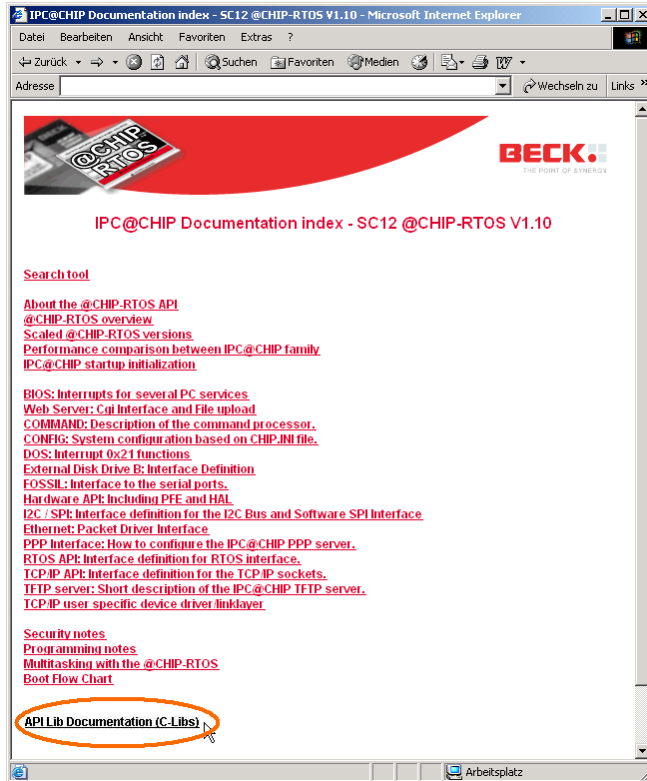 IPC@CHIP Documentation index - SC12 @CHIP-RTOS V1.10 - Microsoft Internet Explorer
Datei Bearbeiten Ansicht Favoriten Extras ?
Zurück Suchen Favoriten Medien
Adresse Wechseln zu Links »
@CHIP-RTOS
BECK
THE POINT OF SYNERGY
IPC@CHIP Documentation index - SC12 @CHIP-RTOS V1.10
Search tool
About the @CHIP-RTOS API
@CHIP-RTOS overview
Scaled @CHIP-RTOS versions
Performance comparison between IPC@CHIP family
IPC@CHIP startup initialization
BIOS: Interrupts for several PC services
Web Server: Cgi Interface and File upload
COMMAND: Description of the command processor.
CONFIG: System configuration based on CHIP.INI file.
DOS: Interrupt 0x21 functions
External Disk Drive B: Interface Definition
FOSSIL: Interface to the serial ports.
Hardware API: Including PFE and HAL
I2C / SPI: Interface definition for the I2C Bus and Software SPI Interface
Ethernet: Packet Driver Interface
PPP Interface: How to configure the IPC@CHIP PPP server.
RTOS API: Interface definition for RTOS interface.
TCP/IP API: Interface definition for the TCP/IP sockets.
TFTP server: Short description of the IPC@CHIP TFTP server.
TCP/IP user specific device driver/linklayer
Security notes
Programming notes
Multitasking with the @CHIP-RTOS
Boot Flow Chart
API Lib Documentation (C-Libs)
Arbeitsplatz